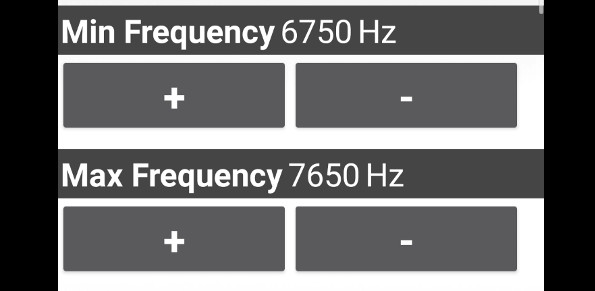 Min Frequency 6750 Hz
+ -
Max Frequency 7650 Hz
+ -